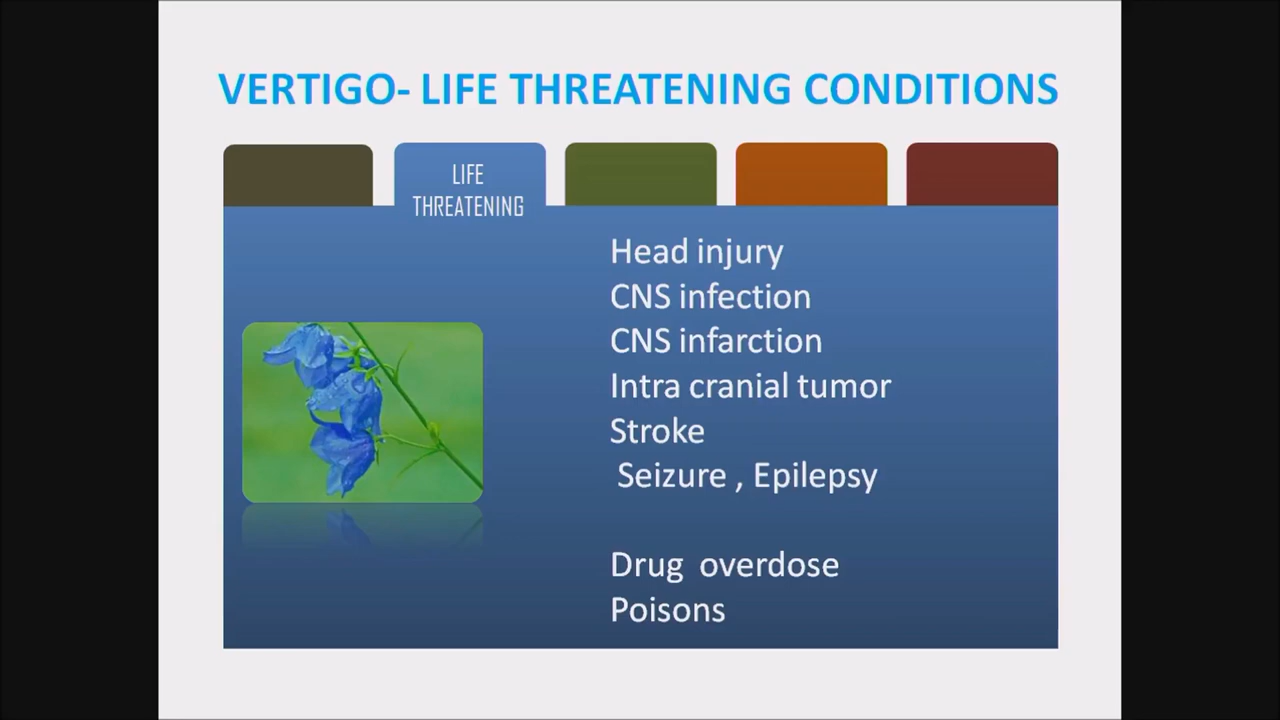 VERTIGO- LIFE THREATENING CONDITIONS
LIFE
THREATENING
Head injury
CNS infection
CNS infarction
Intra cranial tumor
Stroke
Seizure , Epilepsy
Drug overdose
Poisons